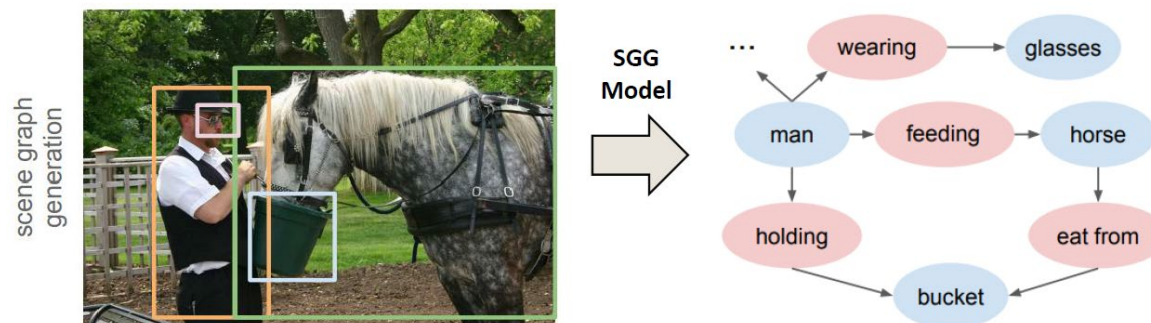 scene graph
generation
SGG
Model
...
wearing
glasses
man
feeding
horse
holding
eat from
bucket